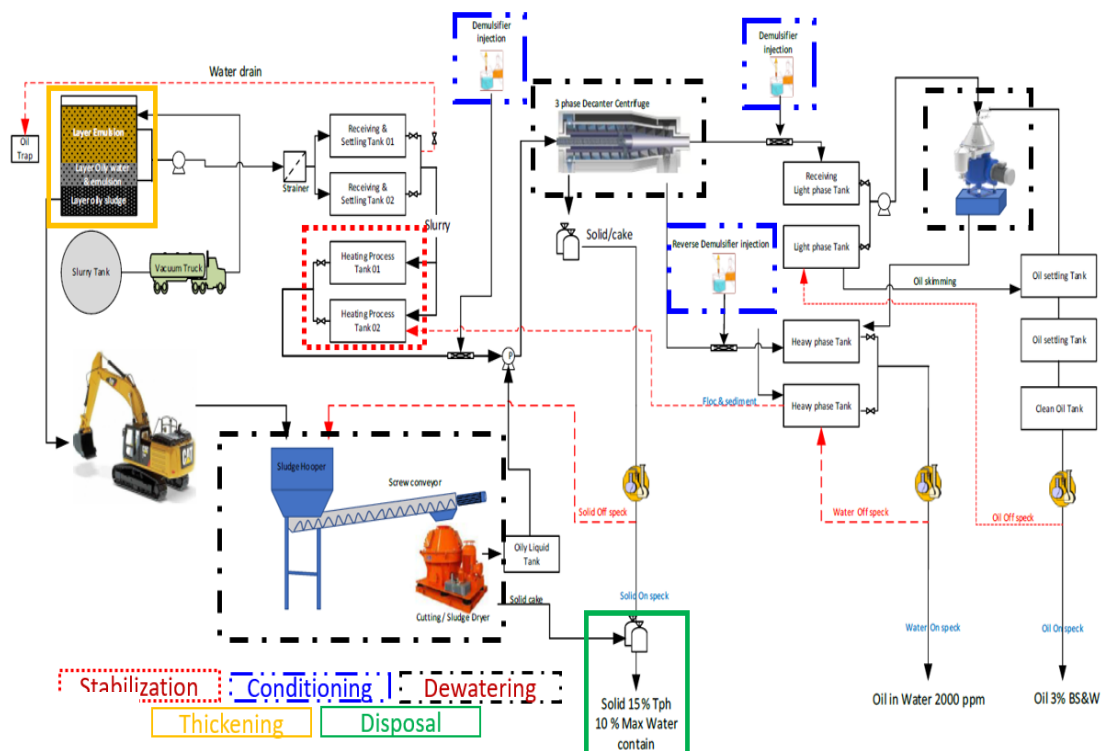 Demulsifier
injection
Demulsifier
injection
Water drain
3 phase Decanter Centrifuge
Layer Emulsion
Layer Oily water
& emulsion
Layer oily sludge
Oil
Trap
Strainer
Receiving &
Settling Tank 01
Receiving &
Settling Tank 02
Receiving
Light phase Tank
Slurry
Solid/cake
Reverse Demulsifier injection
Light phase Tank
Slurry Tank
Vacuum Truck
Heating Process
Tank 01
Heating Process
Tank 02
Oil skimming
Oil settling Tank
Oil settling Tank
P
Heavy phase Tank
Heavy phase Tank
Floc & sediment
Clean Oil Tank
CAT
Sludge Hooper
Screw conveyor
Solid Off speck
Water Off speck
Oil Off speck
Oily Liquid
Tank
Solid cake
Cutting / Sludge Dryer
Solid On speck
Water On speck
Oil On speck
Stabilization
Conditioning
Dewatering
Thickening
Disposal
Solid 15% Tph
10 % Max Water
contain
Oil in Water 2000 ppm
Oil 3% BS&W